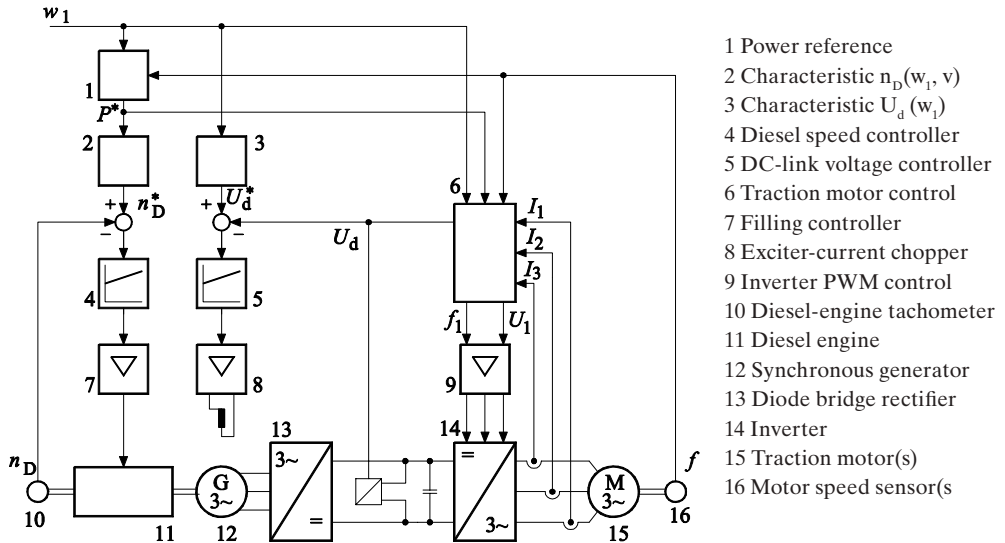 w1
1
P*
2
3
+
n*D
−
+
U*d
−
Ud
6
I1
I2
I3
4
5
f1
U1
7
8
9
13
14
nD
3~
=
G
3~
=
3~
M
3~
f
10
11
12
15
16
1 Power reference
2 Characteristic nD(w1, v)
3 Characteristic Ud (w1)
4 Diesel speed controller
5 DC-link voltage controller
6 Traction motor control
7 Filling controller
8 Exciter-current chopper
9 Inverter PWM control
10 Diesel-engine tachometer
11 Diesel engine
12 Synchronous generator
13 Diode bridge rectifier
14 Inverter
15 Traction motor(s)
16 Motor speed sensor(s